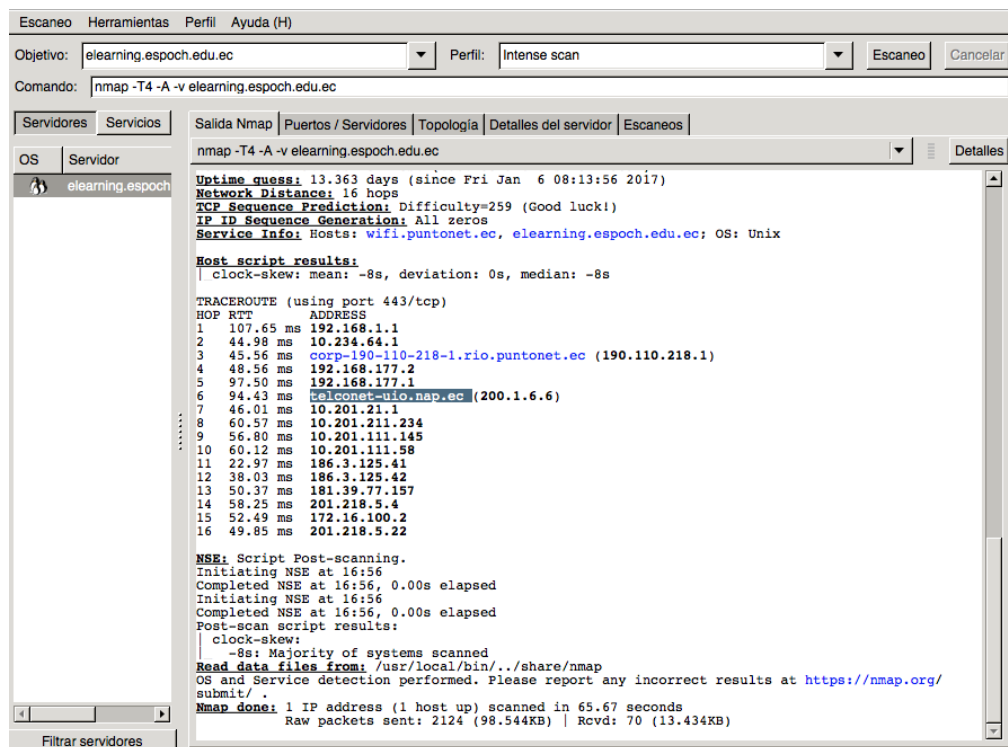 Escaneo Herramientas Perfil Ayuda (H)
Objetivo: elearning.espoch.edu.ec Perfil: Intense scan Escaneo Cancelar
Comando: nmap -T4 -A -v elearning.espoch.edu.ec
Servidores Servicios Salida Nmap Puertos / Servidores Topología Detalles del servidor Escaneos
nmap -T4 -A -v elearning.espoch.edu.ec Detalles
OS Servidor
elearning.espoch
Uptime guess: 13.363 days (since Fri Jan  6 08:13:56 2017)
Network Distance: 16 hops
TCP Sequence Prediction: Difficulty=259 (Good luck!)
IP ID Sequence Generation: All zeros
Service Info: Hosts: wifi.puntonet.ec, elearning.espoch.edu.ec; OS: Unix
Host script results:
|_clock-skew: mean: -8s, deviation: 0s, median: -8s
TRACEROUTE (using port 443/tcp)
HOP RTT ADDRESS
1 107.65 ms 192.168.1.1
2 44.98 ms 10.234.64.1
3 45.56 ms corp-190-110-218-1.rio.puntonet.ec (190.110.218.1)
4 48.56 ms 192.168.177.2
5 97.50 ms 192.168.177.1
6 94.43 ms telconet-uio.nap.ec (200.1.6.6)
7 46.01 ms 10.201.21.1
8 60.57 ms 10.201.211.234
9 56.80 ms 10.201.111.145
10 60.12 ms 10.201.111.58
11 22.97 ms 186.3.125.41
12 38.03 ms 186.3.125.42
13 50.37 ms 181.39.77.157
14 58.25 ms 201.218.5.4
15 52.49 ms 172.16.100.2
16 49.85 ms 201.218.5.22
NSE: Script Post-scanning.
Initiating NSE at 16:56
Completed NSE at 16:56, 0.00s elapsed
Initiating NSE at 16:56
Completed NSE at 16:56, 0.00s elapsed
Post-scan script results:
| clock-skew:
|_  -8s: Majority of systems scanned
Read data files from: /usr/local/bin/../share/nmap
OS and Service detection performed. Please report any incorrect results at https://nmap.org/
submit/ .
Nmap done: 1 IP address (1 host up) scanned in 65.67 seconds
Raw packets sent: 2124 (98.544KB) | Rcvd: 70 (13.434KB)
Filtrar servidores